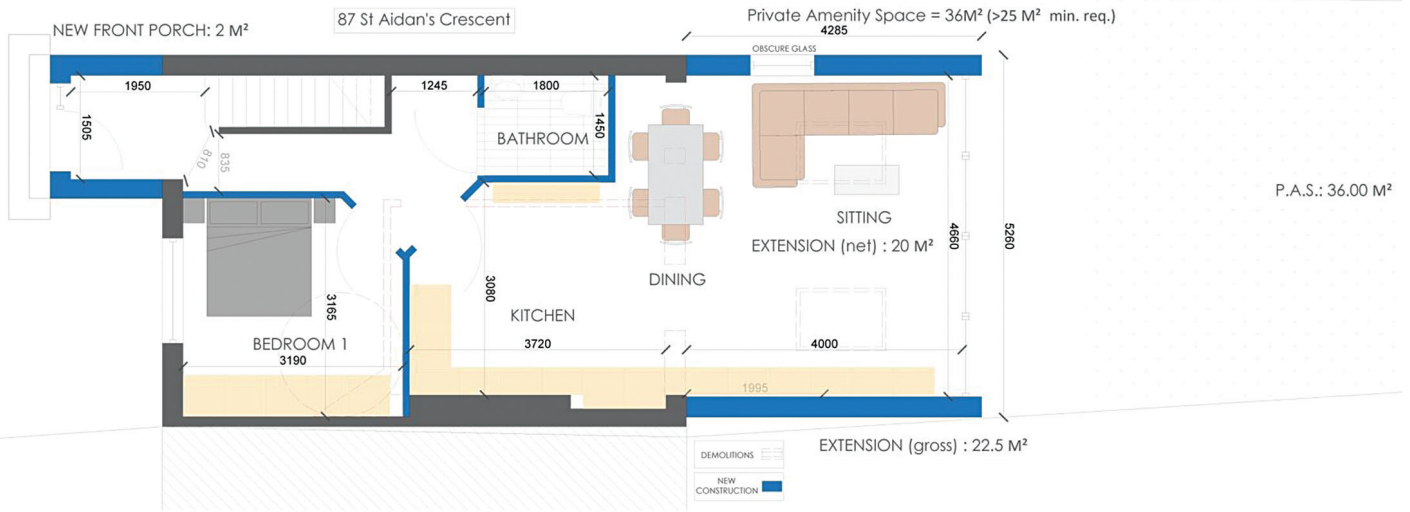 87 St Aidan's Crescent
Private Amenity Space = 36M² (>25 M² min. req.)
NEW FRONT PORCH: 2 M²
4285
OBSCURE GLASS
1950
1245
1800
1505
1450
BATHROOM
810
835
P.A.S.: 36.00 M²
SITTING
EXTENSION (net) : 20 M²
4660
5260
DINING
3080
3165
KITCHEN
BEDROOM 1
3720
4000
3190
1995
EXTENSION (gross) : 22.5 M²
DEMOLITIONS
NEW
CONSTRUCTION